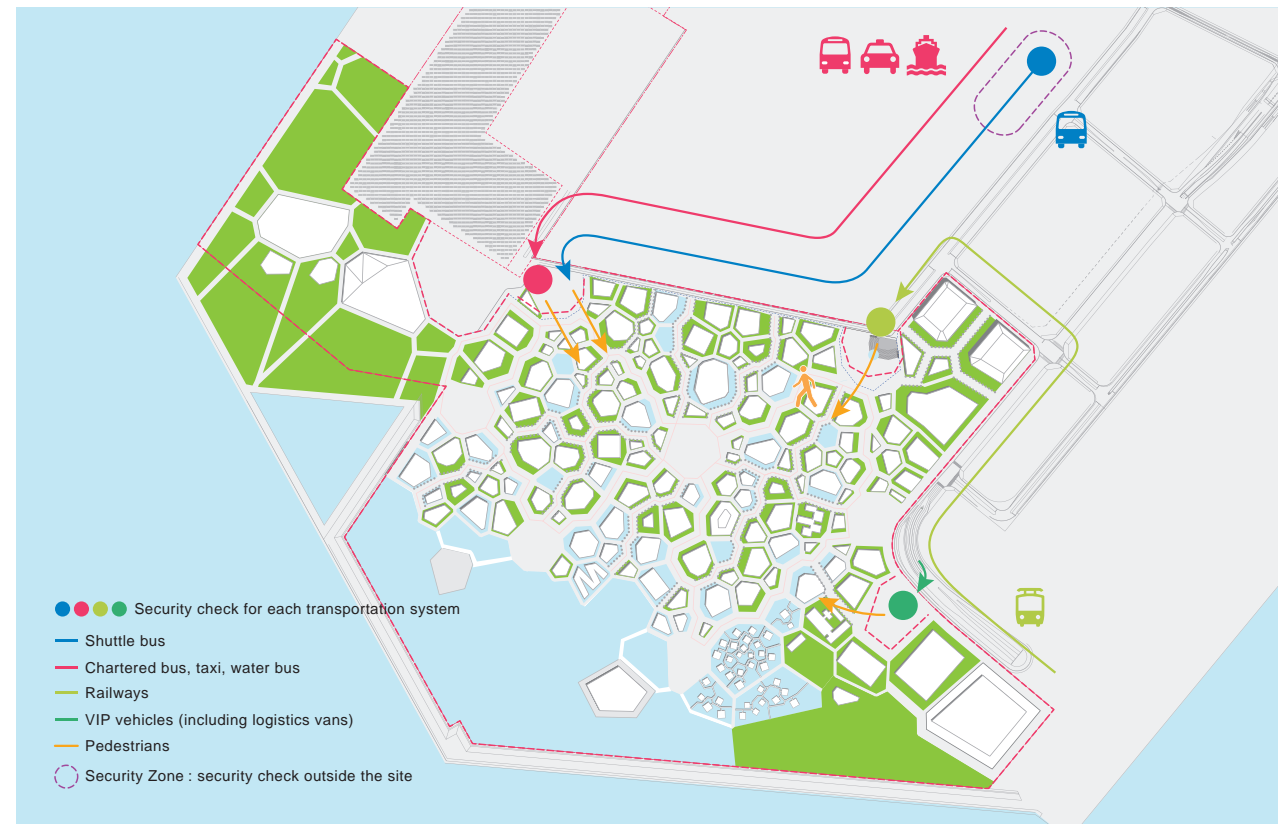 Security check for each transportation system
Shuttle bus
Chartered bus, taxi, water bus
Railways
VIP vehicles (including logistics vans)
Pedestrians
Security Zone : security check outside the site